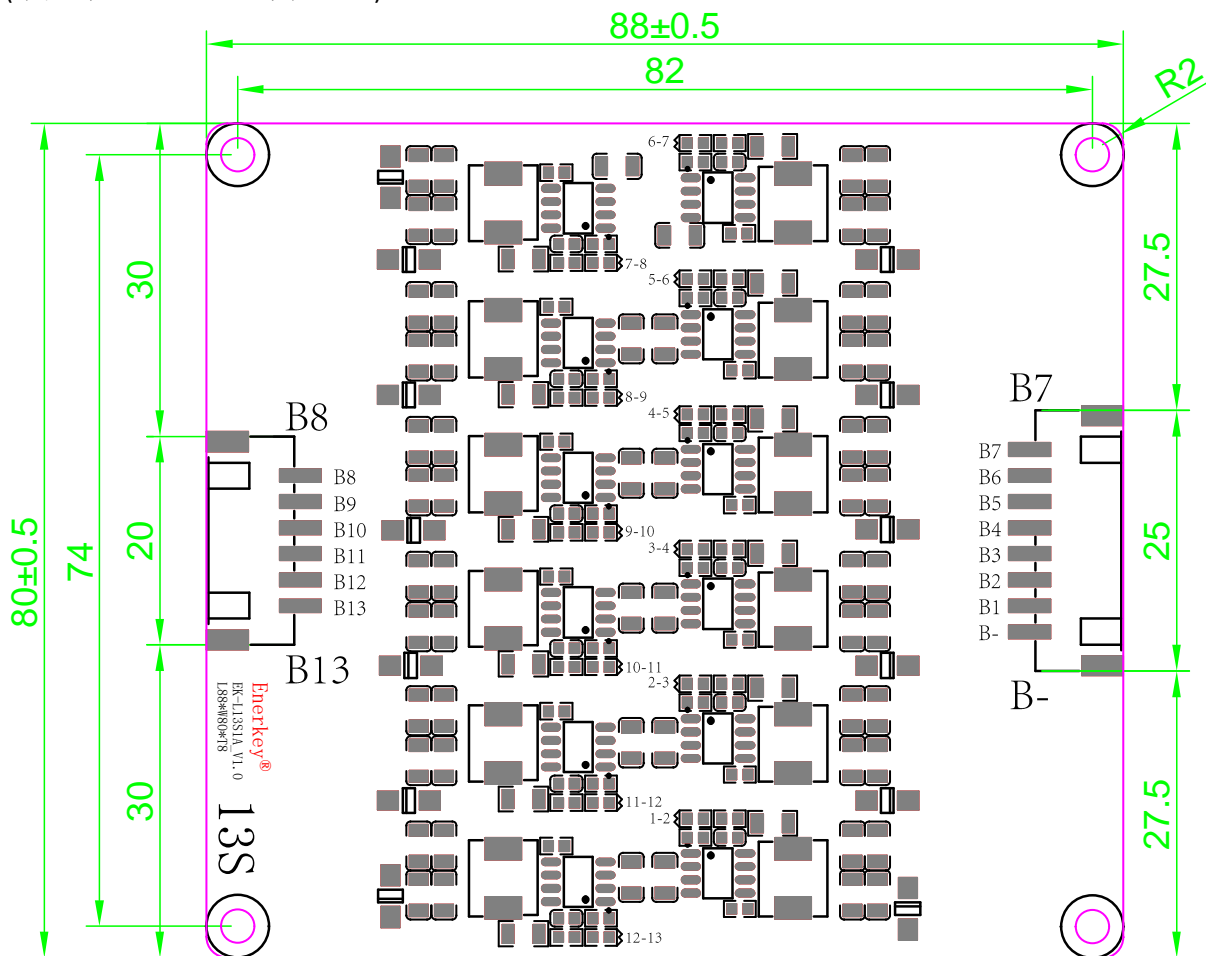 88±0.5
82
R2
6-7
7-8
5-6
30
27.5
8-9
4-5
B8
B7
B8
B9
B10
B11
B12
B13
B7
B6
B5
B4
B3
B2
B1
B-
9-10
3-4
80±0.5
74
20
25
B13
B-
10-11
2-3
Enerkey®
EK-L13S1A_V1.0
L88*W80*T8
13S
30
27.5
11-12
1-2
12-13